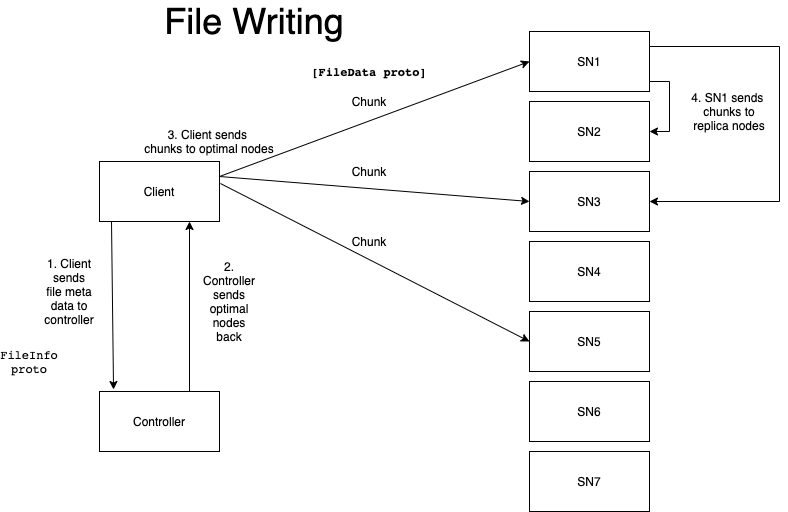 File Writing
[FileData proto]
Chunk
3. Client sends
chunks to optimal nodes
Client
Chunk
Chunk
1. Client
sends
file meta
data to
controller
2.
Controller
sends
optimal
nodes
back
FileInfo
proto
Controller
SN1
SN2
SN3
SN4
SN5
SN6
SN7
4. SN1 sends
chunks to
replica nodes